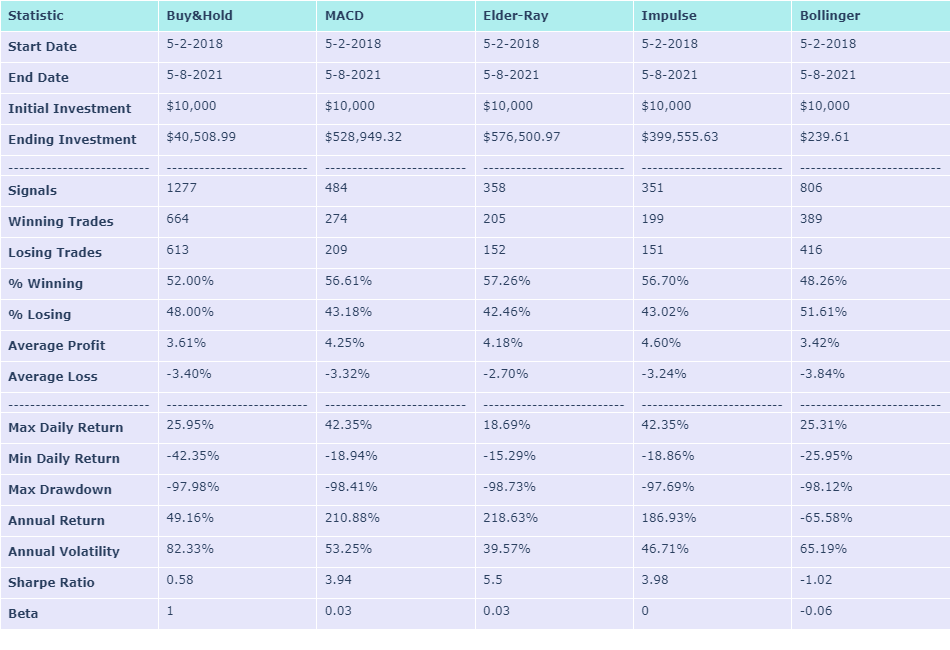 Statistic Buy&Hold MACD Elder-Ray Impulse Bollinger
Start Date 5-2-2018 5-2-2018 5-2-2018 5-2-2018 5-2-2018
End Date 5-8-2021 5-8-2021 5-8-2021 5-8-2021 5-8-2021
Initial Investment $10,000 $10,000 $10,000 $10,000 $10,000
Ending Investment $40,508.99 $528,949.32 $576,500.97 $399,555.63 $239.61
-------------------------- -------------------------- -------------------------- -------------------------- -------------------------- --------------------------
Signals 1277 484 358 351 806
Winning Trades 664 274 205 199 389
Losing Trades 613 209 152 151 416
% Winning 52.00% 56.61% 57.26% 56.70% 48.26%
% Losing 48.00% 43.18% 42.46% 43.02% 51.61%
Average Profit 3.61% 4.25% 4.18% 4.60% 3.42%
Average Loss -3.40% -3.32% -2.70% -3.24% -3.84%
-------------------------- -------------------------- -------------------------- -------------------------- -------------------------- --------------------------
Max Daily Return 25.95% 42.35% 18.69% 42.35% 25.31%
Min Daily Return -42.35% -18.94% -15.29% -18.86% -25.95%
Max Drawdown -97.98% -98.41% -98.73% -97.69% -98.12%
Annual Return 49.16% 210.88% 218.63% 186.93% -65.58%
Annual Volatility 82.33% 53.25% 39.57% 46.71% 65.19%
Sharpe Ratio 0.58 3.94 5.5 3.98 -1.02
Beta 1 0.03 0.03 0 -0.06